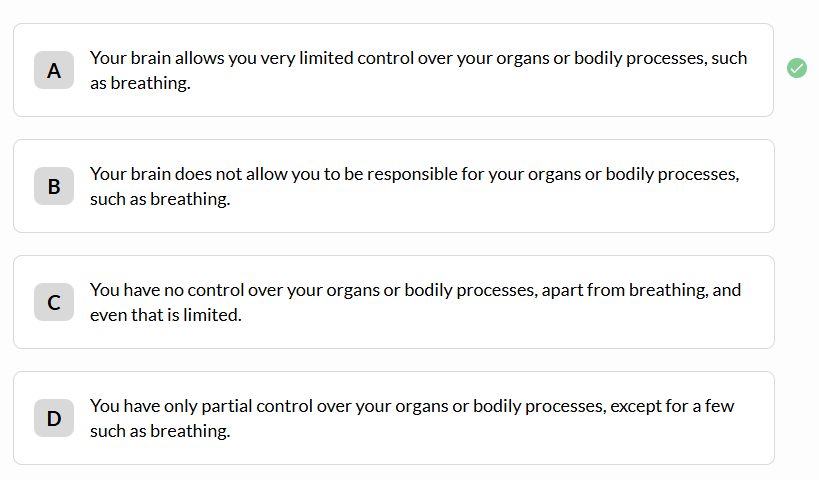 A
Your brain allows you very limited control over your organs or bodily processes, such
as breathing.
B
Your brain does not allow you to be responsible for your organs or bodily processes,
such as breathing.
C
You have no control over your organs or bodily processes, apart from breathing, and
even that is limited.
D
You have only partial control over your organs or bodily processes, except for a few
such as breathing.